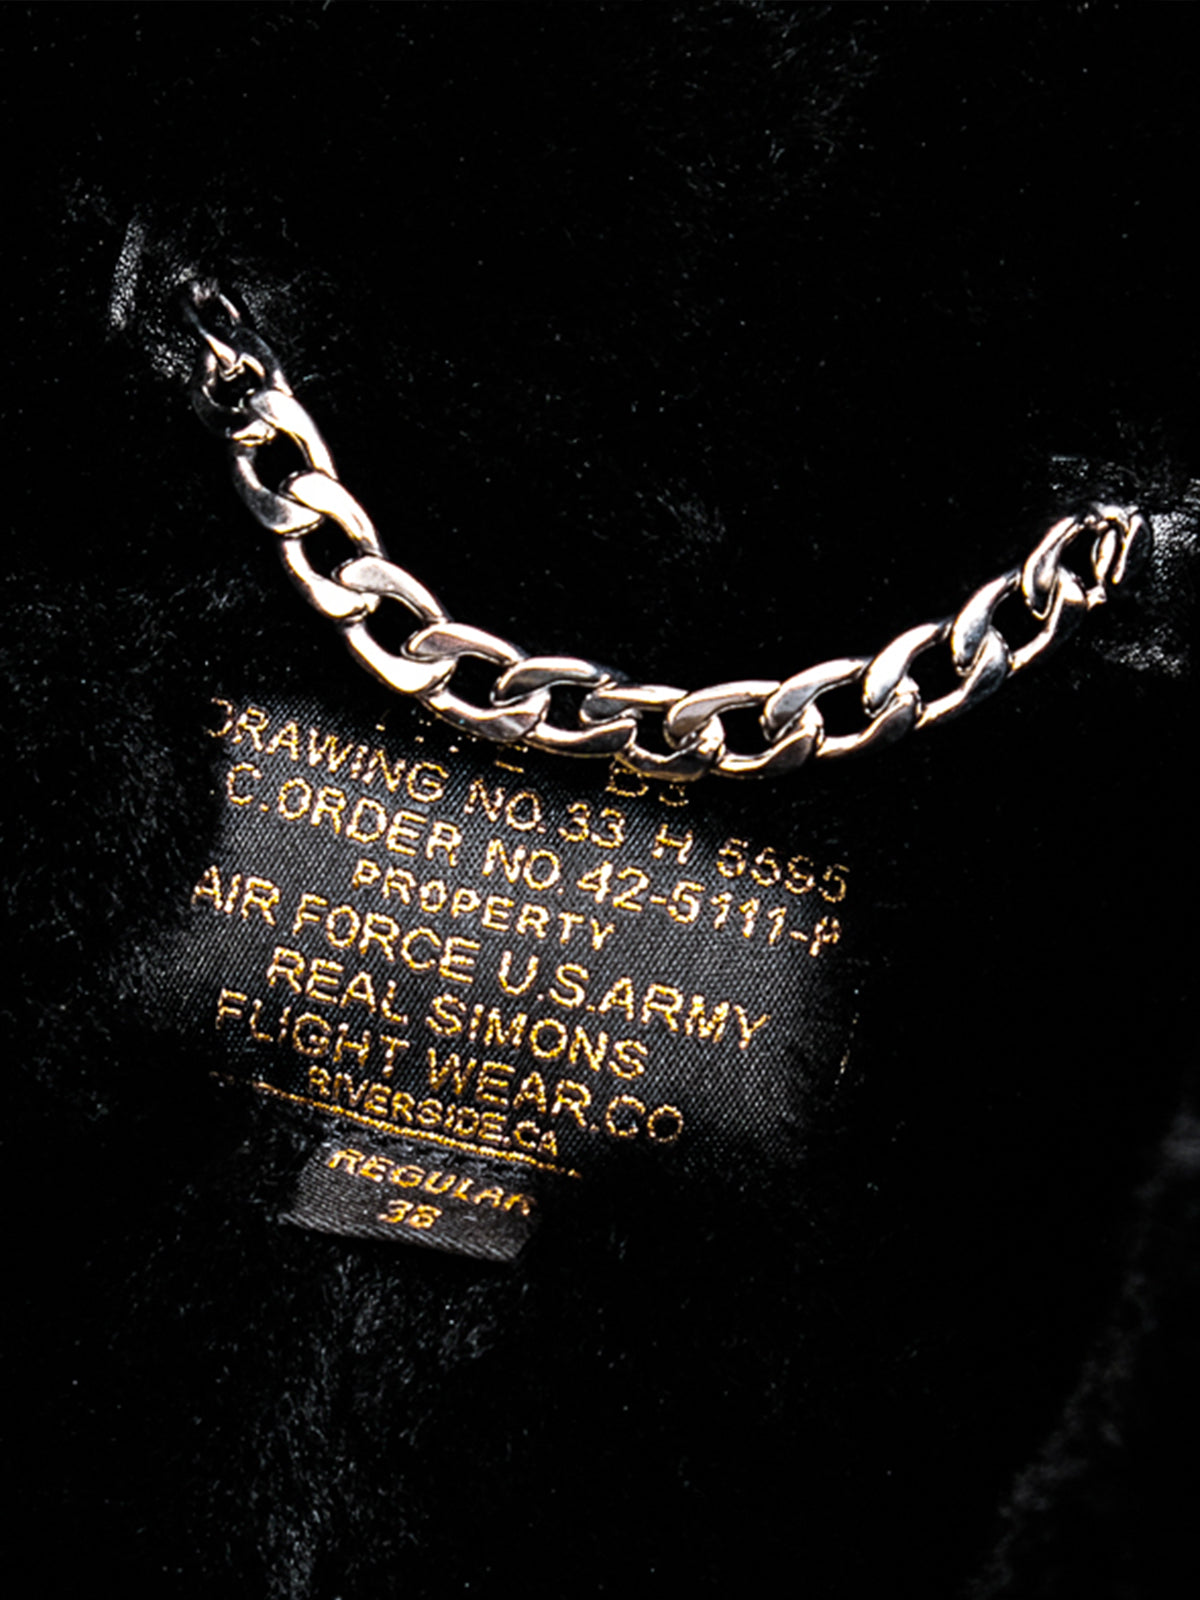 DRAWING NO. 33 H 5595
C. ORDER NO. 42-5111-P
PROPERTY
AIR FORCE U.S.ARMY
REAL SIMONS
FLIGHT WEAR.CO
RIVERSIDE.CA
REGULAR
38